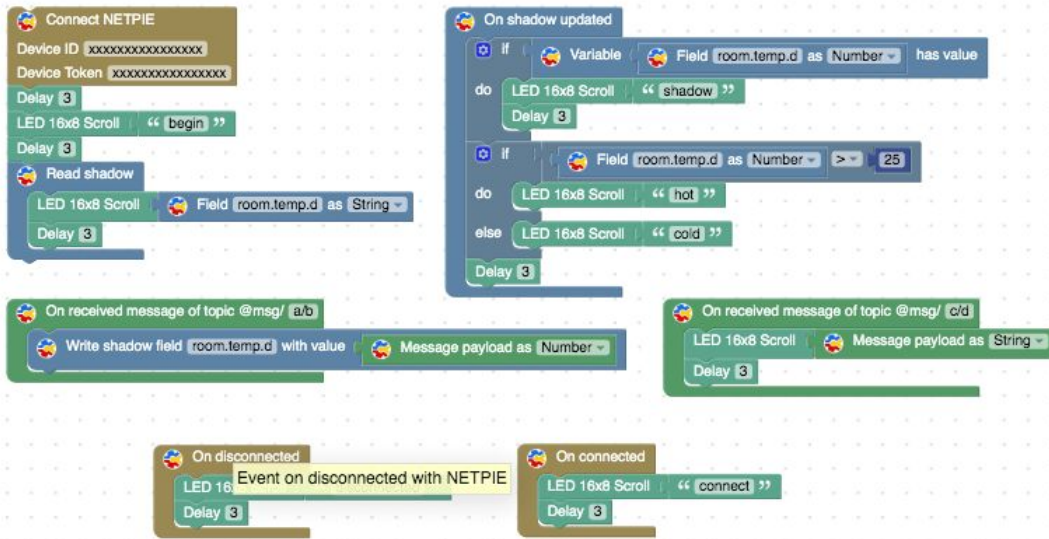 Connect NETPIE
Device ID xxxxxxxxxxxxxxxxx
Device Token xxxxxxxxxxxxxxxxx
Delay 3
LED 16x8 Scroll “ begin ”
Delay 3
Read shadow
LED 16x8 Scroll Field room.temp.d as String
Delay 3
On shadow updated
if Variable Field room.temp.d as Number has value
do LED 16x8 Scroll “ shadow ”
Delay 3
if Field room.temp.d as Number > 25
do LED 16x8 Scroll “ hot ”
else LED 16x8 Scroll “ cold ”
Delay 3
On received message of topic @msg/ a/b
Write shadow field room.temp.d with value Message payload as Number
On received message of topic @msg/ c/d
LED 16x8 Scroll Message payload as String
Delay 3
On disconnected
LED 16
Event on disconnected with NETPIE
Delay 3
On connected
LED 16x8 Scroll “ connect ”
Delay 3